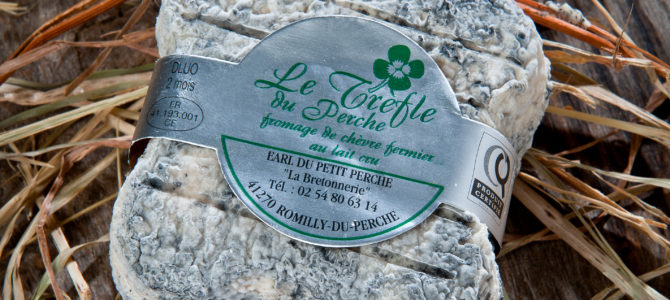 DLUO
2 mois
FR
41.193.001
CE
Le Trefle
du Perche
fromage de chèvre fermier
au lait cru
EARL DU PETIT PERCHE
"La Bretonnerie"
Tél. : 02 54 80 63 14
41270 ROMILLY-DU-PERCHE
PRODUIT
CERTIFIÉ